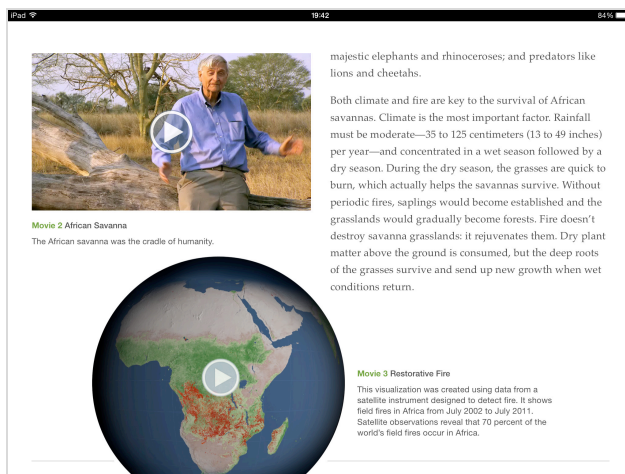 iPad
19:42
84%
majestic elephants and rhinoceroses; and predators like
lions and cheetahs.
Both climate and fire are key to the survival of African
savannas. Climate is the most important factor. Rainfall
must be moderate—35 to 125 centimeters (13 to 49 inches)
per year—and concentrated in a wet season followed by a
dry season. During the dry season, the grasses are quick to
burn, which actually helps the savannas survive. Without
periodic fires, saplings would become established and the
grasslands would gradually become forests. Fire doesn't
destroy savanna grasslands: it rejuvenates them. Dry plant
matter above the ground is consumed, but the deep roots
of the grasses survive and send up new growth when wet
conditions return.
Movie 2 African Savanna
The African savanna was the cradle of humanity.
Movie 3 Restorative Fire
This visualization was created using data from a
satellite instrument designed to detect fire. It shows
field fires in Africa from July 2002 to July 2011.
Satellite observations reveal that 70 percent of the
world's field fires occur in Africa.